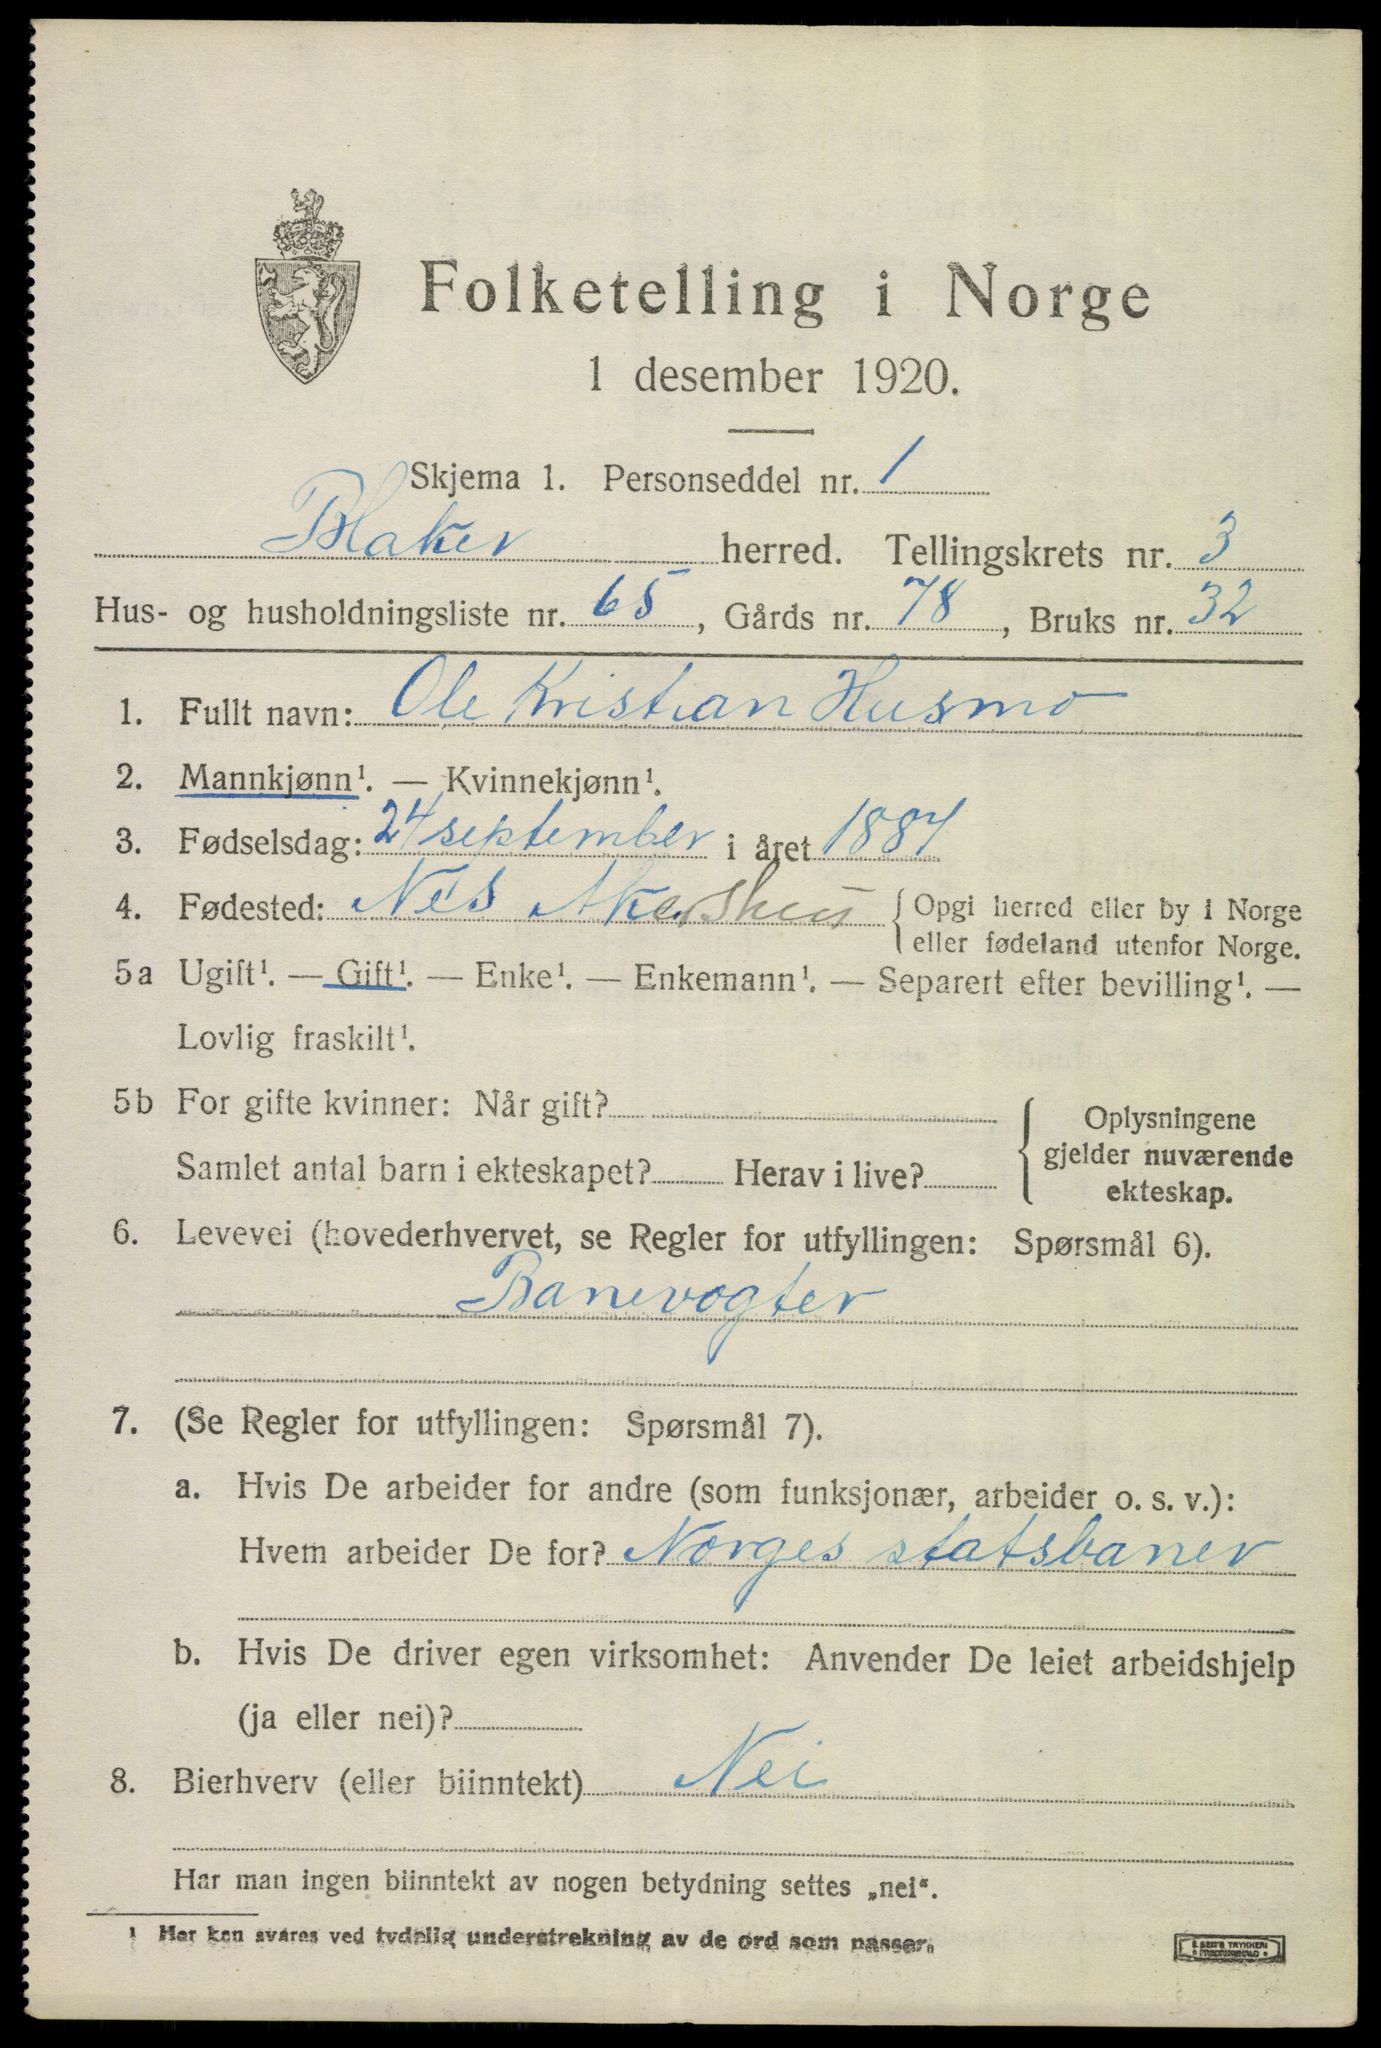 Folketelling i Norge
1 desember 1920.
Skjema 1. Personseddel nr. 1
Blaker herred. Tellingskrets nr. 3
Hus- og husholdningsliste nr. 65, Gårds nr. 78, Bruks nr. 32
1. Fullt navn: Ole Kristian Husmo
2. Mannkjønn¹. — Kvinnekjønn¹.
3. Fødselsdag: 24 september i året 1887
4. Fødested: Nes Akershus { Opgi herred eller by i Norge
eller fødeland utenfor Norge.
5a Ugift¹. — Gift¹. — Enke¹. — Enkemann¹. — Separert efter bevilling¹. —
Lovlig fraskilt¹.
5b For gifte kvinner: Når gift?
Samlet antal barn i ekteskapet? Herav i live?
{ Oplysningene
gjelder nuværende
ekteskap.
6. Levevei (hovederhvervet, se Regler for utfyllingen: Spørsmål 6).
Banevogter
7. (Se Regler for utfyllingen: Spørsmål 7).
a. Hvis De arbeider for andre (som funksjonær, arbeider o. s. v.):
Hvem arbeider De for? Norges statsbaner
b. Hvis De driver egen virksomhet: Anvender De leiet arbeidshjelp
(ja eller nei)?
8. Bierhverv (eller biinntekt) Nei
Har man ingen biinntekt av nogen betydning settes „nei“.
¹ Her kan svares ved tydelig understrekning av de ord som passer.